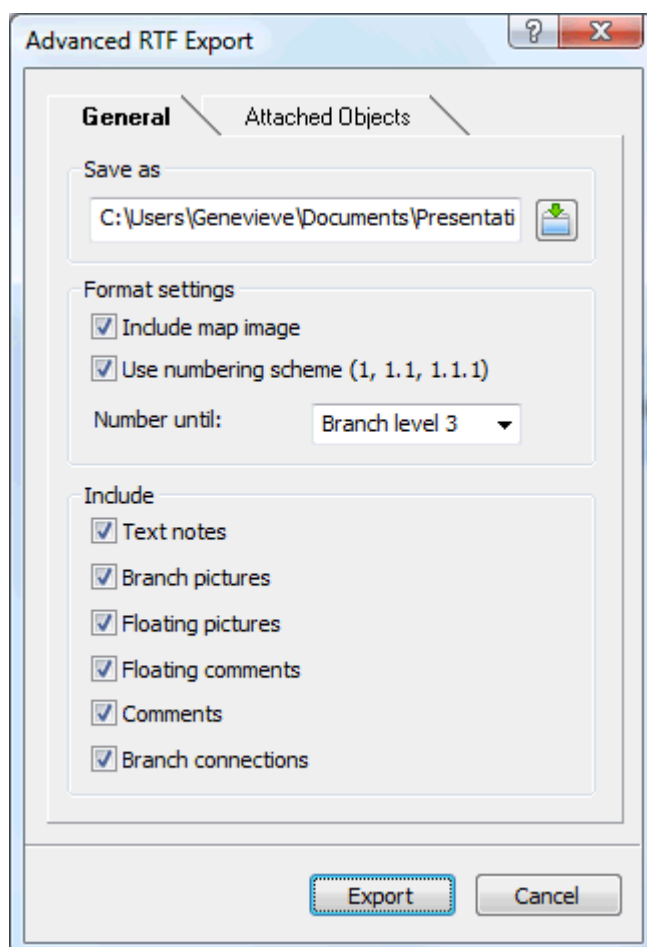 Advanced RTF Export
General Attached Objects
Save as
C:\Users\Genevieve\Documents\Presentati
Format settings
Include map image
Use numbering scheme (1, 1.1, 1.1.1)
Number until: Branch level 3
Include
Text notes
Branch pictures
Floating pictures
Floating comments
Comments
Branch connections
Export Cancel